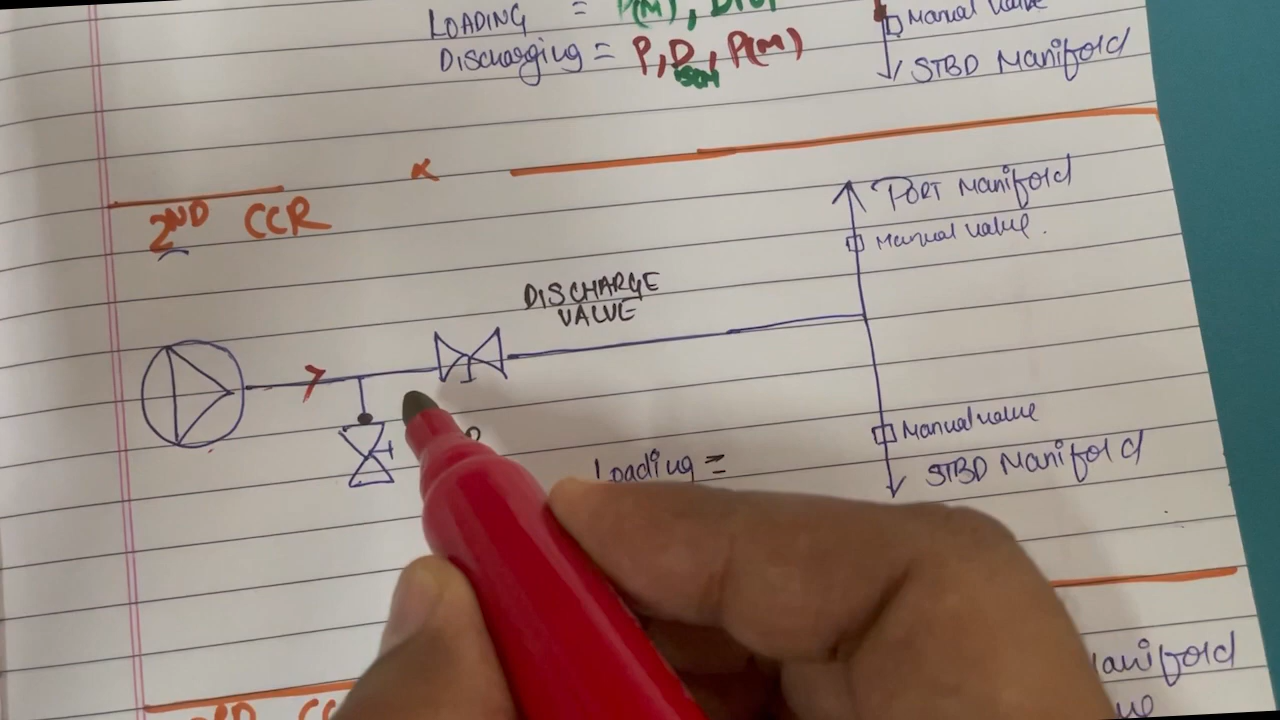 LOADING = P(M),
Discharging = P, D, P(M)
Manual Valve
STBD Manifold
2ND CCR
PORT Manifold
Manual valve.
DISCHARGE
VALVE
Manual valve
STBD Manifold
Loading =